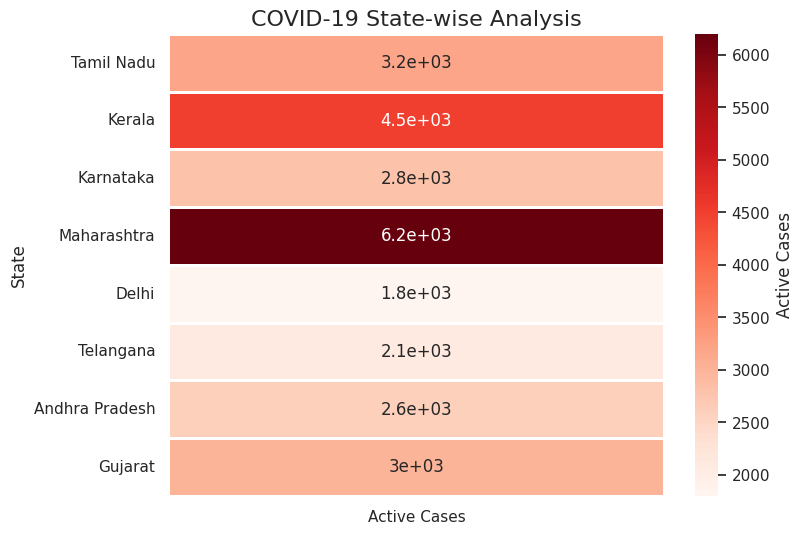 COVID-19 State-wise Analysis
Tamil Nadu 3.2e+03
Kerala 4.5e+03
Karnataka 2.8e+03
Maharashtra 6.2e+03
Delhi 1.8e+03
Telangana 2.1e+03
Andhra Pradesh 2.6e+03
Gujarat 3e+03
State
Active Cases
6000
5500
5000
4500
4000
3500
3000
2500
2000
Active Cases